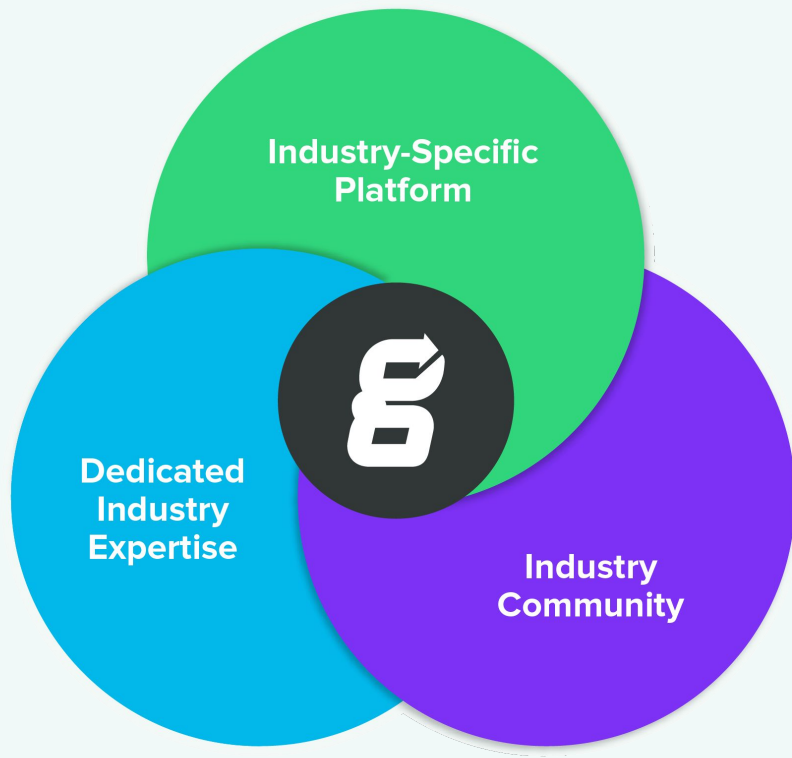 Industry-Specific
Platform
Dedicated
Industry
Expertise
Industry
Community